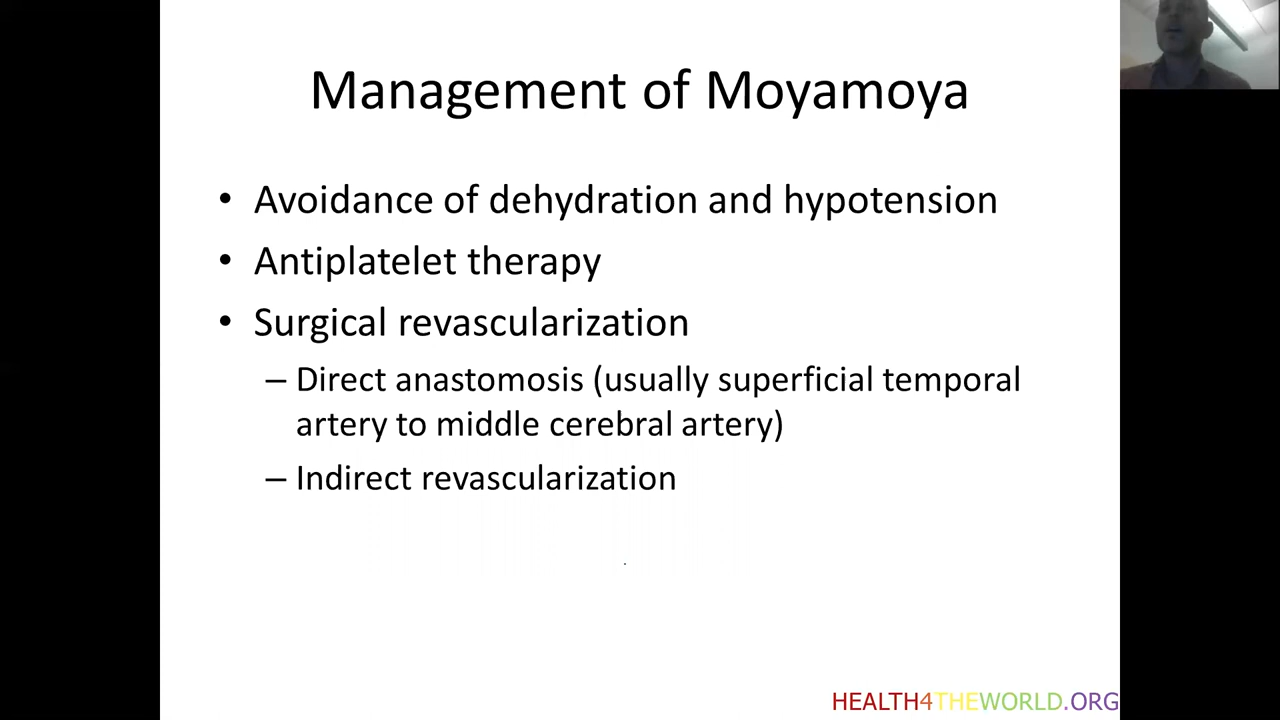 Management of Moyamoya
• Avoidance of dehydration and hypotension
• Antiplatelet therapy
• Surgical revascularization
– Direct anastomosis (usually superficial temporal
artery to middle cerebral artery)
– Indirect revascularization
HEALTH4THEWORLD.ORG